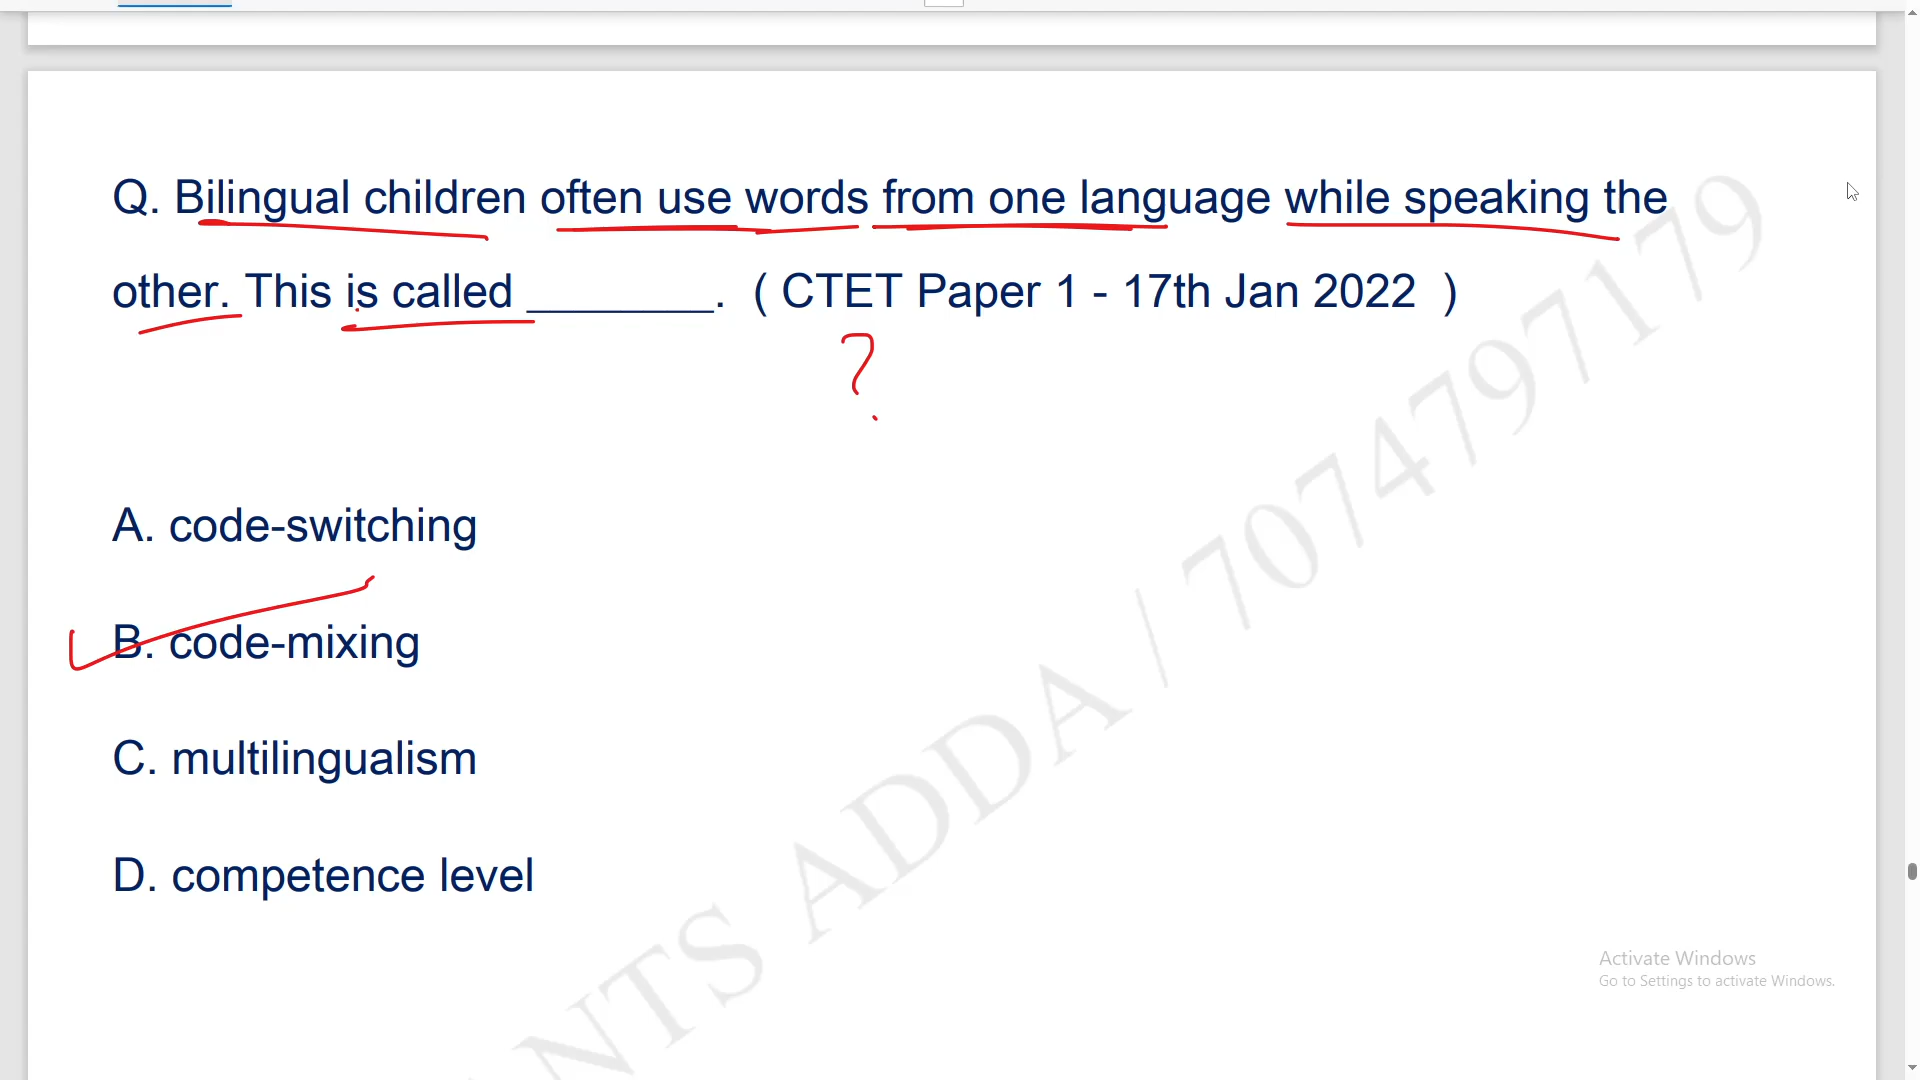 Q. Bilingual children often use words from one language while speaking the
other. This is called ________. ( CTET Paper 1 - 17th Jan 2022 )
?
A. code-switching
B. code-mixing
C. multilingualism
D. competence level
NTS ADDA / 7074797179
Activate Windows
Go to Settings to activate Windows.